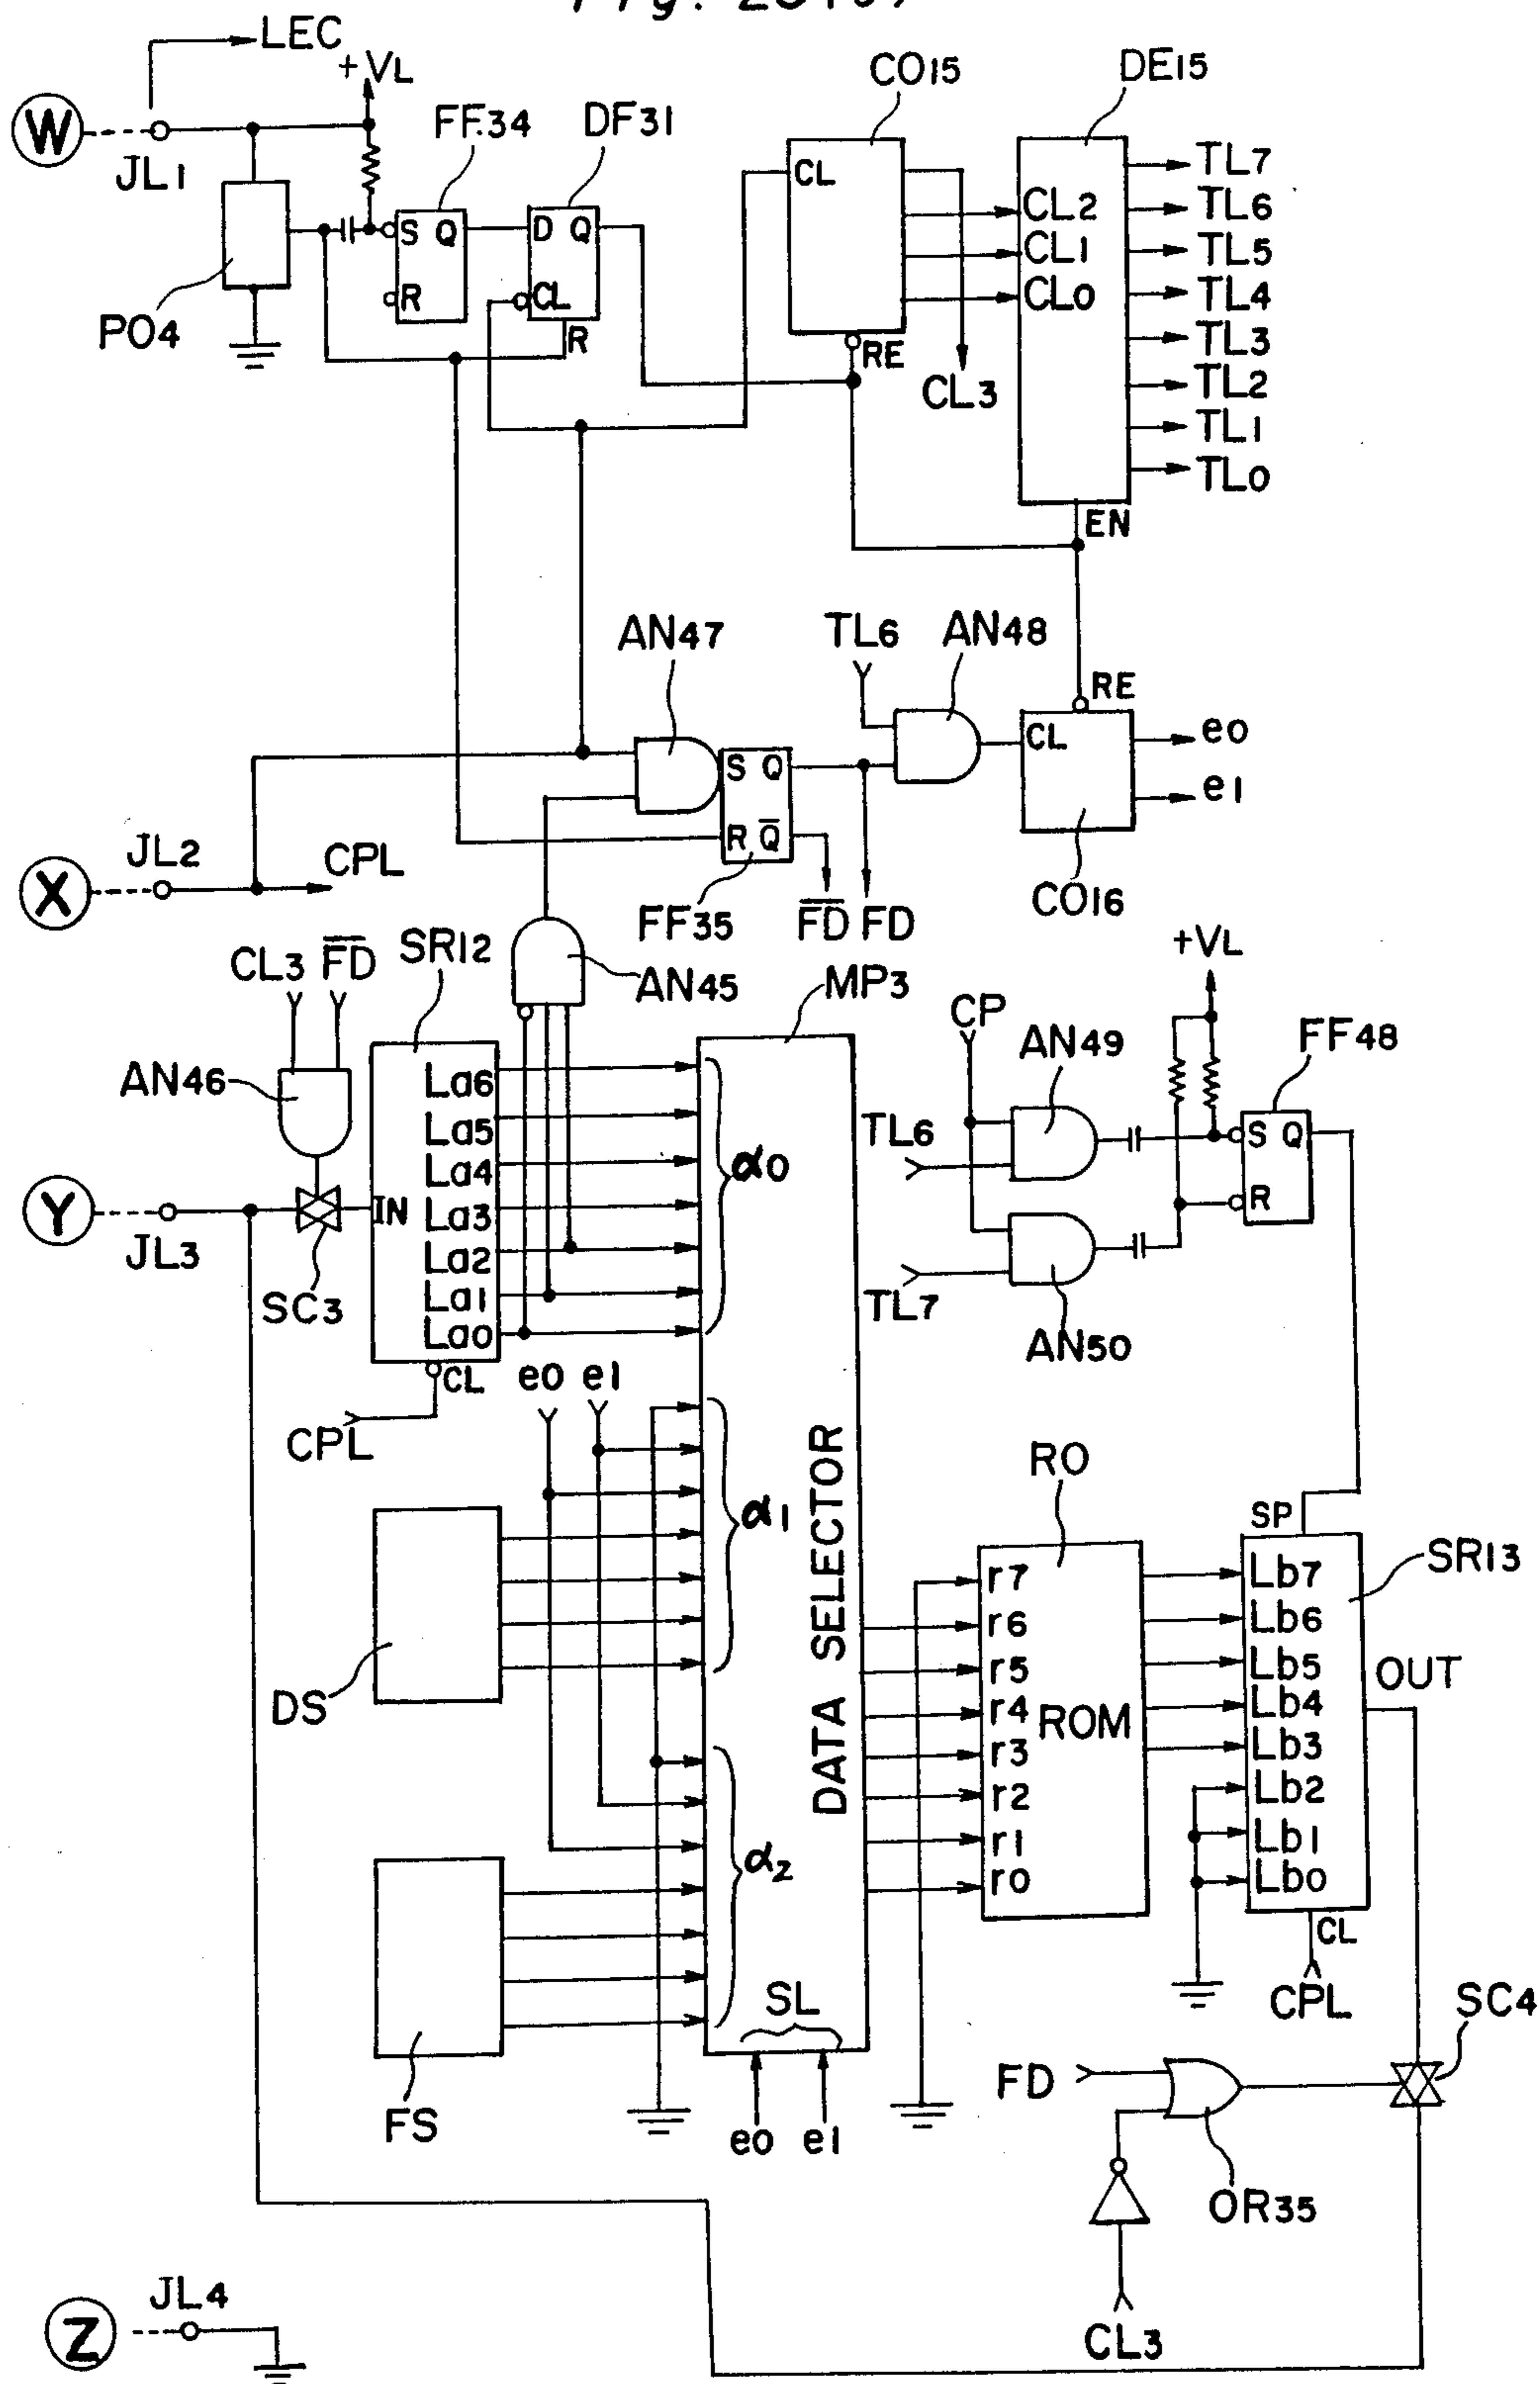 LEC
+VL
CO15
DE15
W
JL1
FF34
DF31
CL
TL7
TL6
TL5
TL4
TL3
TL2
TL1
TL0
CL2
CL1
CL0
S Q
R
D Q
CL
R
PO4
RE
CL3
EN
AN47
TL6
AN48
RE
CL
e0
e1
S Q
R Q̅
X
JL2
CPL
FF35
F̅D̅ FD
CO16
CL3 F̅D̅
SR12
AN45
MP3
+VL
CP
AN49
FF48
AN46
La6
La5
La4
La3
La2
La1
La0
α0
TL6
S Q
R
Y
JL3
IN
SC3
TL7
AN50
CL
e0 e1
CPL
α1
DATA SELECTOR
RO
SP
SR13
DS
r7
r6
r5
r4
r3
r2
r1
r0
ROM
Lb7
Lb6
Lb5
Lb4
Lb3
Lb2
Lb1
Lb0
OUT
α2
CL
CPL
SC4
SL
FS
e0 e1
FD
OR35
CL3
Z
JL4